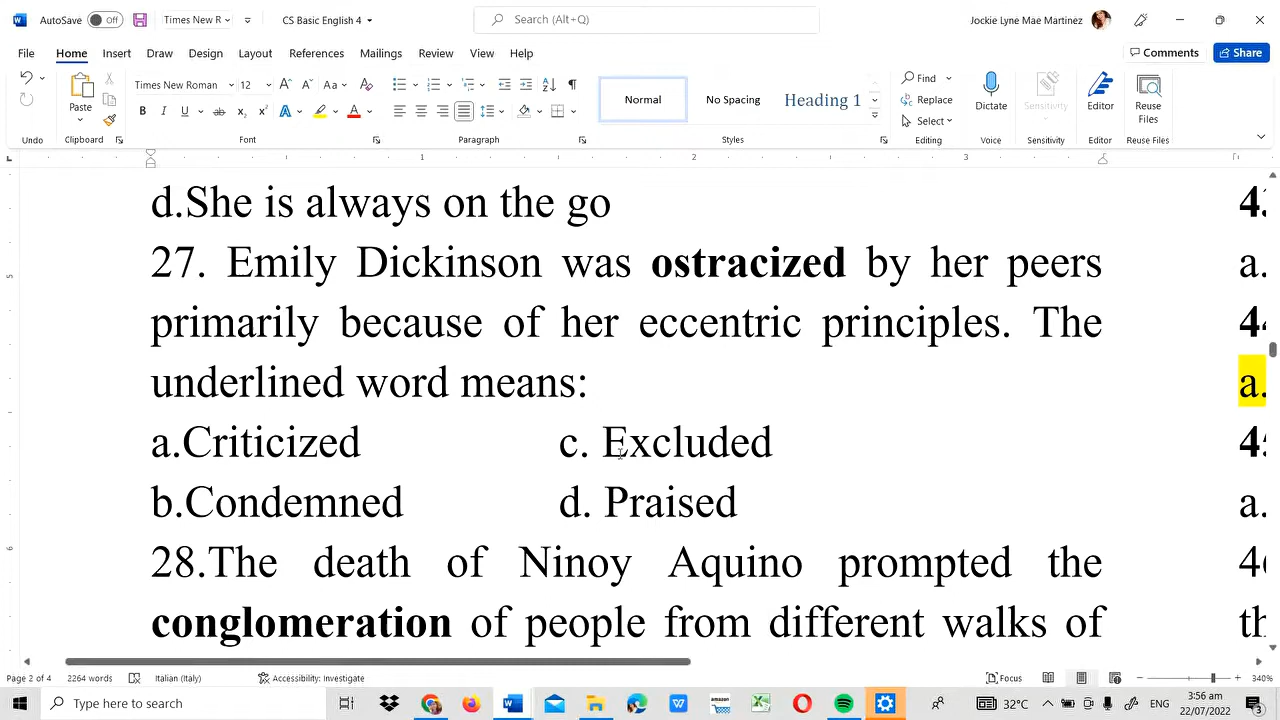 AutoSave Off Times New R CS Basic English 4 Search (Alt+Q) Jockie Lyne Mae Martinez
File Home Insert Draw Design Layout References Mailings Review View Help Comments Share
Times New Roman 12 Aa Normal No Spacing Heading 1 Find
Paste Replace Dictate Sensitivity Editor Reuse Files
Select
Undo Clipboard Font Paragraph Styles Editing Voice Sensitivity Editor Reuse Files
1 2 3
d.She is always on the go
27. Emily Dickinson was ostracized by her peers
primarily because of her eccentric principles. The
underlined word means:
a.Criticized c. Excluded
b.Condemned d. Praised
28.The death of Ninoy Aquino prompted the
conglomeration of people from different walks of
a.
a.
a.
th
Page 2 of 4 2264 words Italian (Italy) Accessibility: Investigate Focus 340%
Type here to search amazon 32°C ENG 3:56 am
22/07/2022